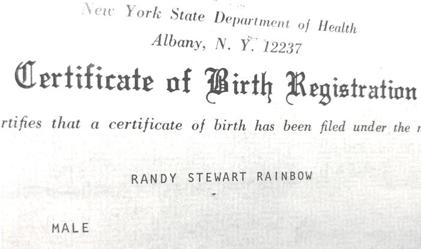 New York State Department of Health
Albany, N. Y. 12237
Certificate of Birth Registration
rtifies that a certificate of birth has been filed under the
RANDY STEWART RAINBOW
MALE